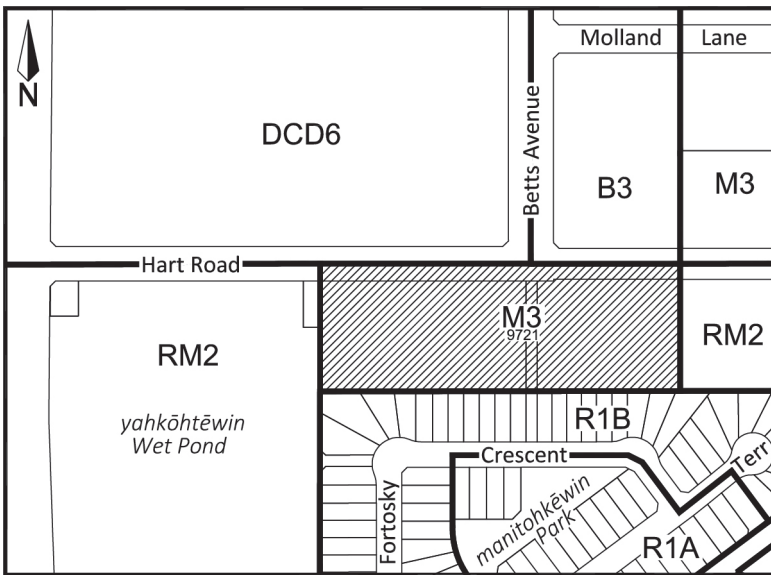 Molland Lane
N
DCD6
Betts Avenue
B3
M3
Hart Road
M3
9721
RM2
RM2
yahkōhtēwin
Wet Pond
R1B
Crescent
Terr
Fortosky
manitohkēwin
Park
R1A